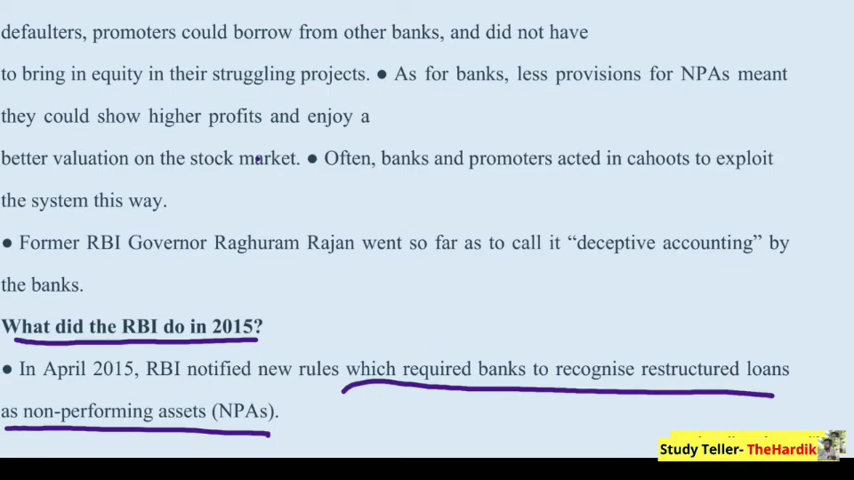 defaulters, promoters could borrow from other banks, and did not have
to bring in equity in their struggling projects. ● As for banks, less provisions for NPAs meant
they could show higher profits and enjoy a
better valuation on the stock market. ● Often, banks and promoters acted in cahoots to exploit
the system this way.
● Former RBI Governor Raghuram Rajan went so far as to call it “deceptive accounting” by
the banks.
What did the RBI do in 2015?
● In April 2015, RBI notified new rules which required banks to recognise restructured loans
as non-performing assets (NPAs).
Study Teller- TheHardik